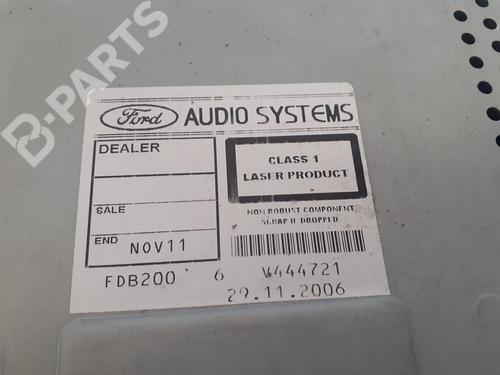 B-PARTS
Ford AUDIO SYSTEMS
DEALER
SALE
END NOV11
CLASS 1
LASER PRODUCT
NON ROBUST COMPONENT
SCRAP IF DROPPED
FDB200 6 V444721
29.11.2006